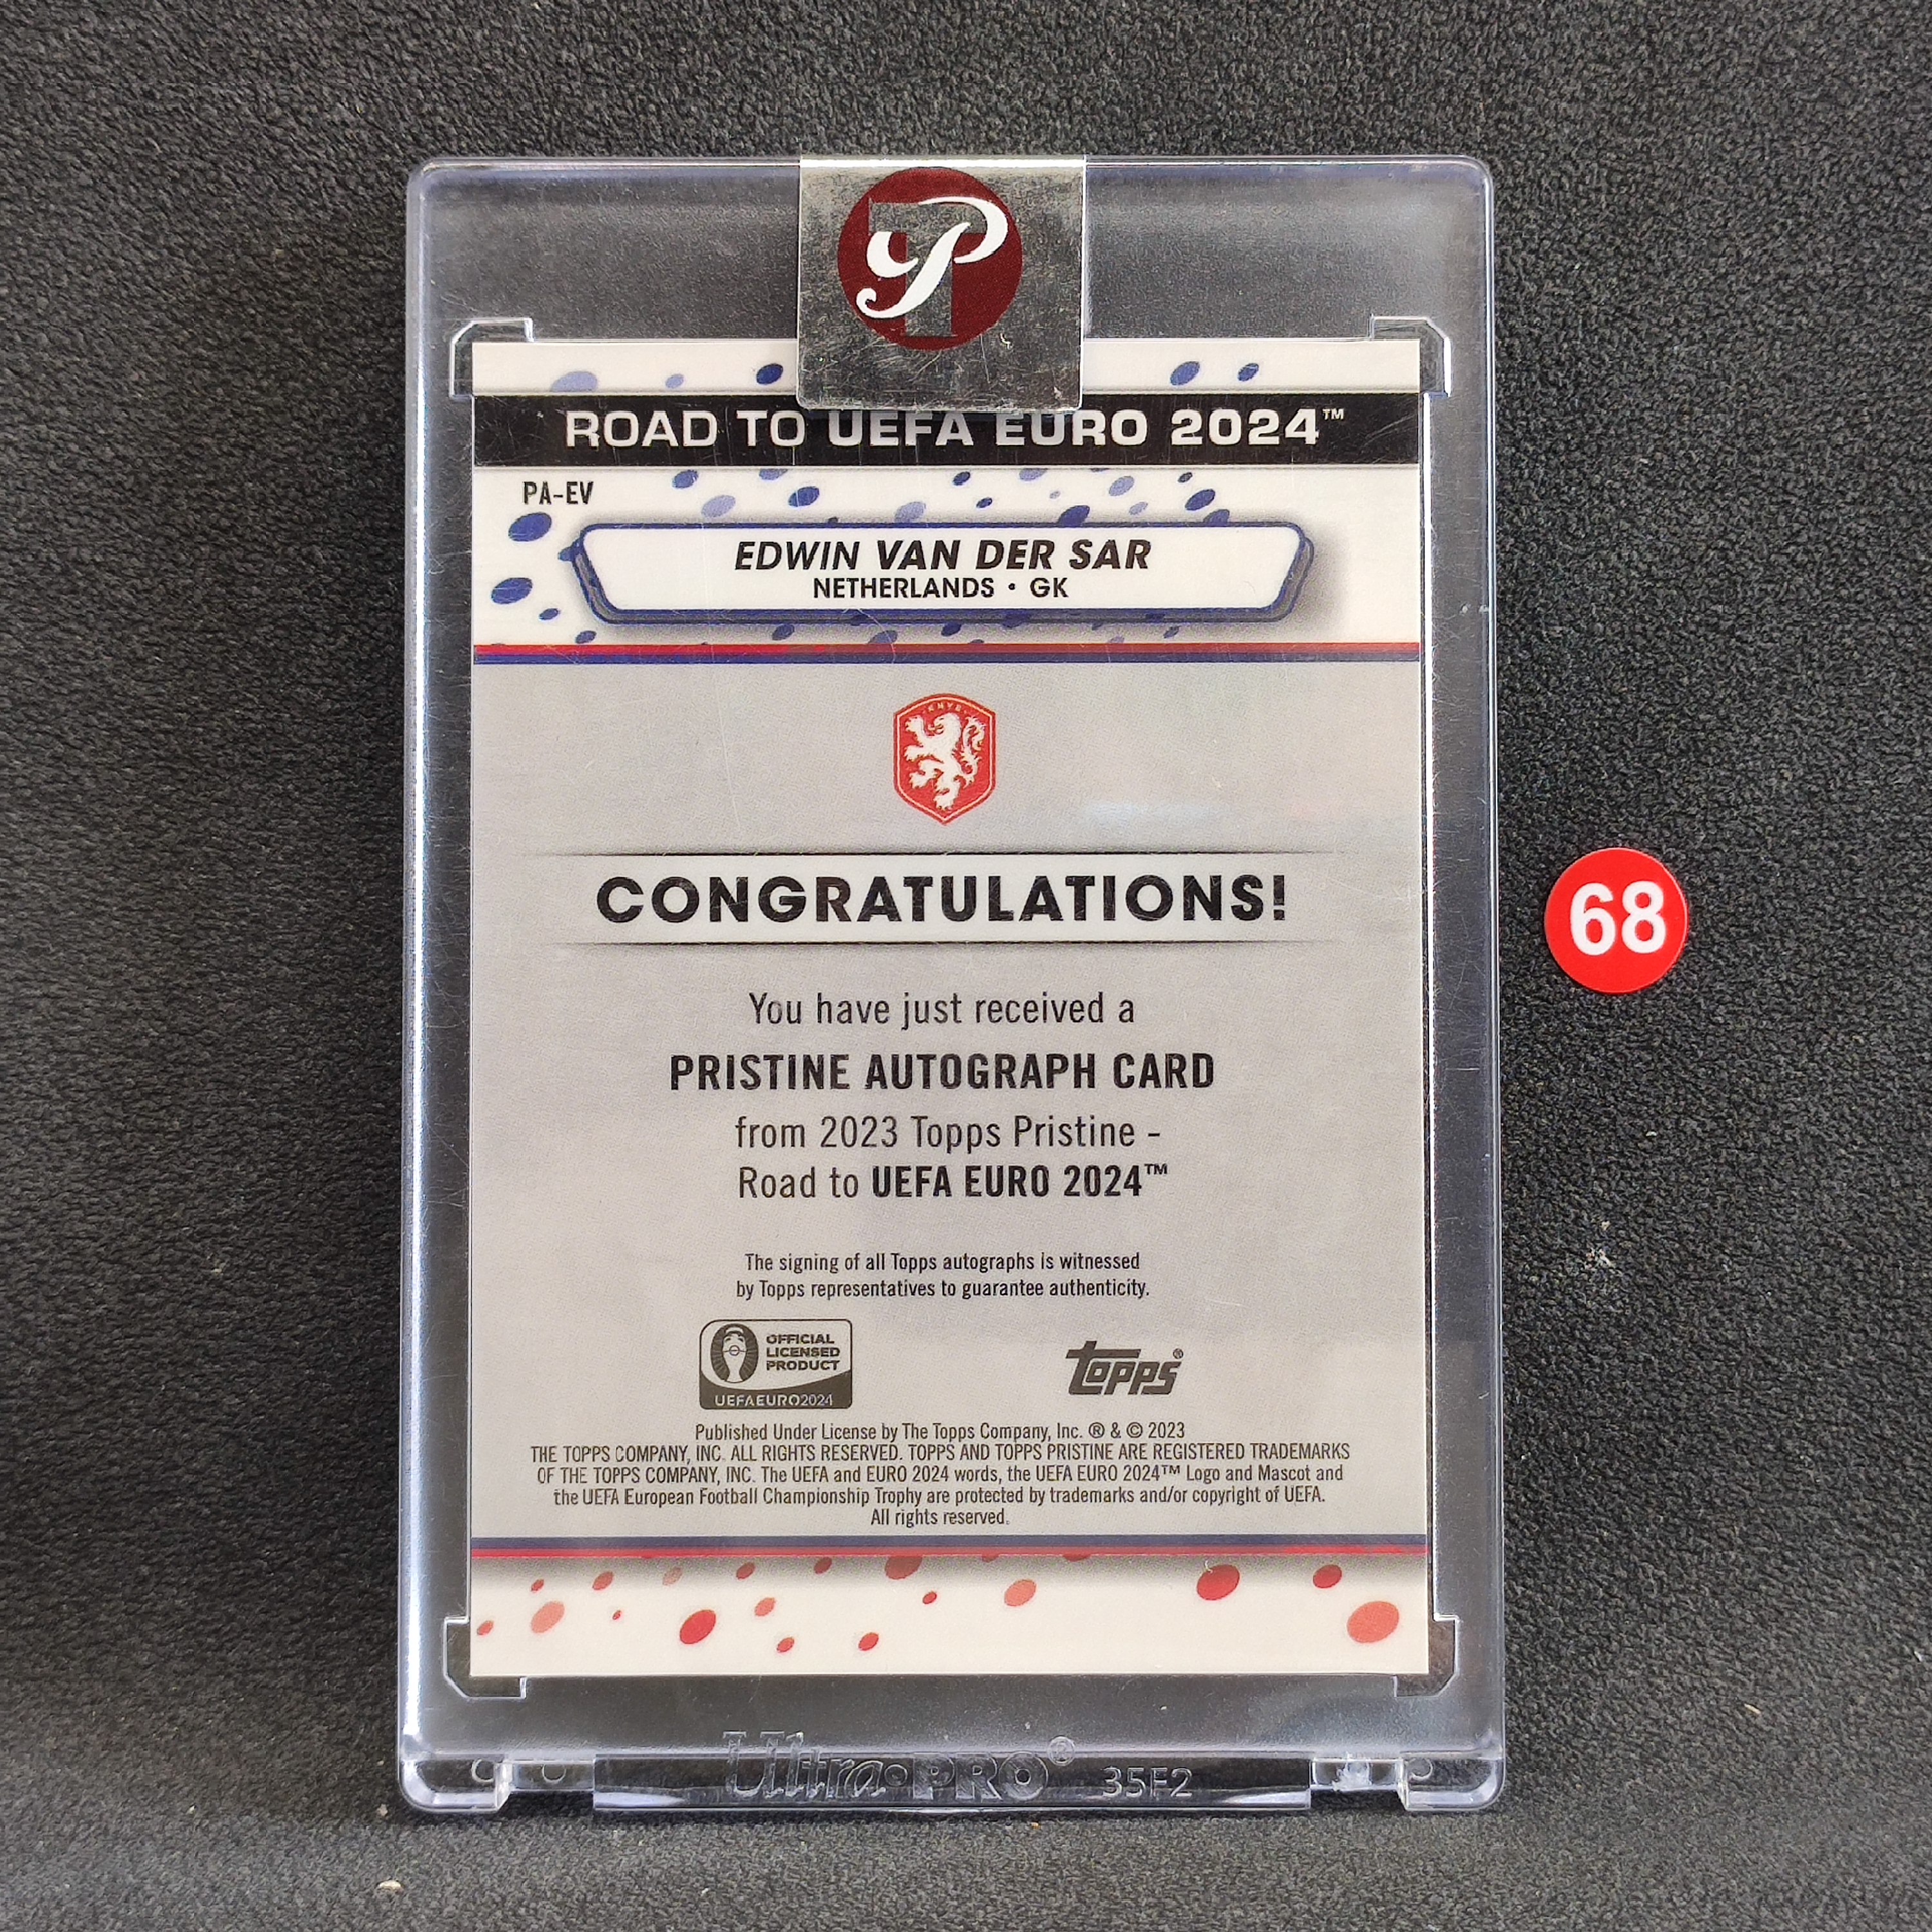 P
ROAD TO UEFA EURO 2024™
PA-EV
EDWIN VAN DER SAR
NETHERLANDS • GK
KNVB
CONGRATULATIONS!
68
You have just received a
PRISTINE AUTOGRAPH CARD
from 2023 Topps Pristine -
Road to UEFA EURO 2024™
The signing of all Topps autographs is witnessed
by Topps representatives to guarantee authenticity.
OFFICIAL
LICENSED
PRODUCT
UEFAEURO2024
topps®
Published Under License by The Topps Company, Inc. ® & © 2023
THE TOPPS COMPANY, INC. ALL RIGHTS RESERVED. TOPPS AND TOPPS PRISTINE ARE REGISTERED TRADEMARKS
OF THE TOPPS COMPANY, INC. The UEFA and EURO 2024 words, the UEFA EURO 2024™ Logo and Mascot and
the UEFA European Football Championship Trophy are protected by trademarks and/or copyright of UEFA.
All rights reserved.
Ultra•PRO® 35F2